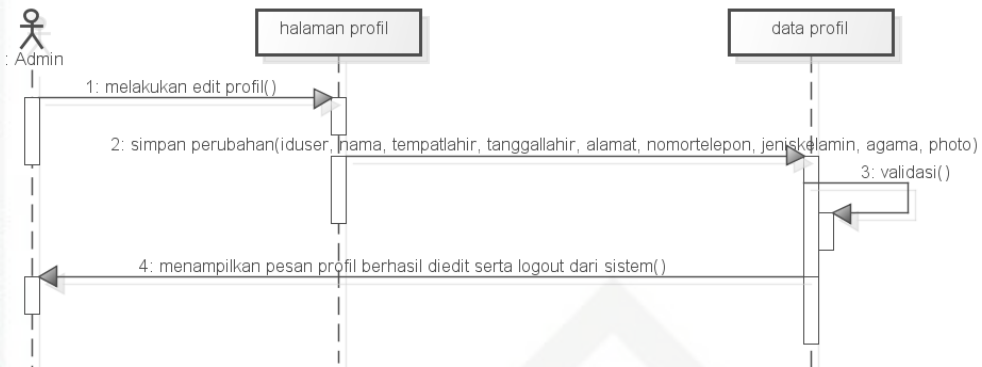 halaman profil
data profil
: Admin
1: melakukan edit profil()
2: simpan perubahan(iduser, nama, tempatlahir, tanggallahir, alamat, nomortelepon, jeniskelamin, agama, photo)
3: validasi()
4: menampilkan pesan profil berhasil diedit serta logout dari sistem()